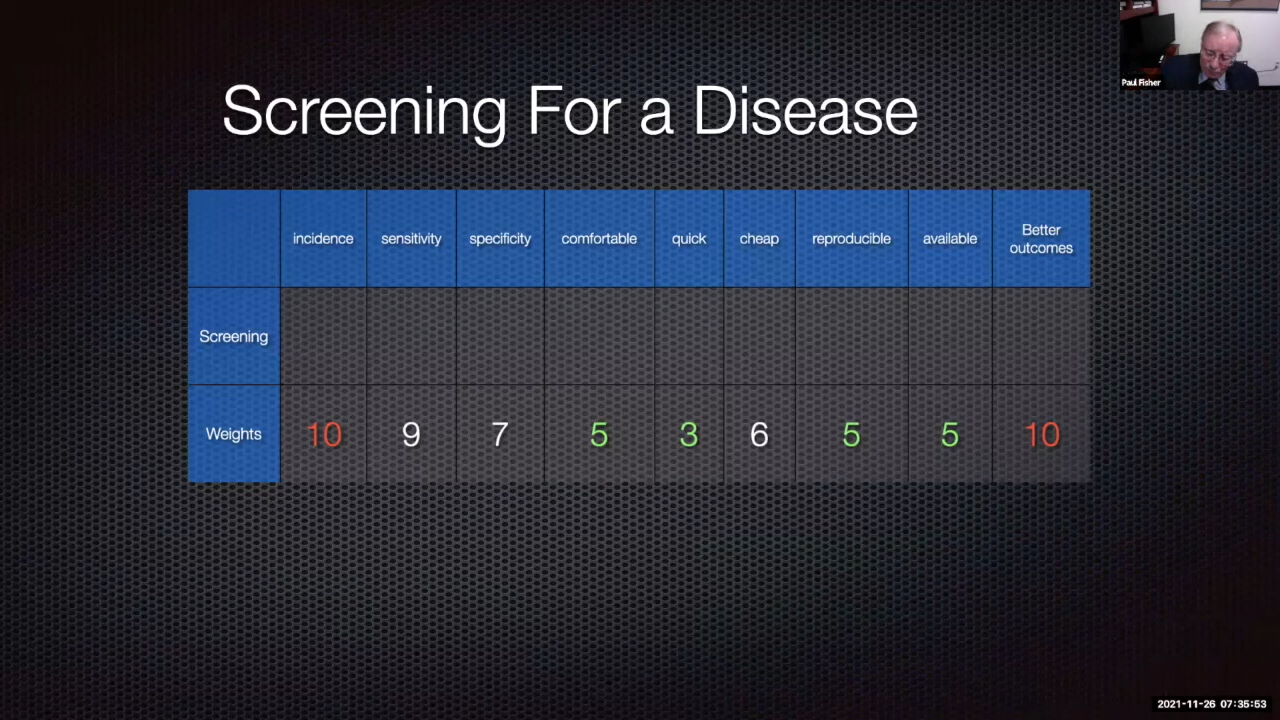 Paul Fisher
Screening For a Disease
incidence sensitivity specificity comfortable quick cheap reproducible available Better outcomes
Screening
Weights 10 9 7 5 3 6 5 5 10
2021-11-26 07:35:53